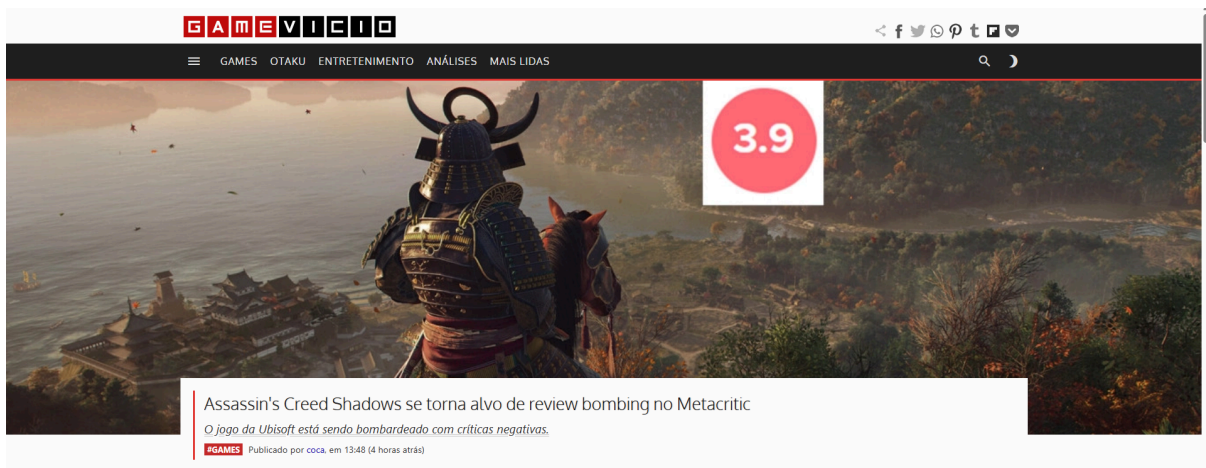 GAMEVICIO
GAMES OTAKU ENTRETENIMENTO ANÁLISES MAIS LIDAS
3.9
Assassin's Creed Shadows se torna alvo de review bombing no Metacritic
O jogo da Ubisoft está sendo bombardeado com críticas negativas.
#GAMES Publicado por coca, em 13:48 (4 horas atrás)